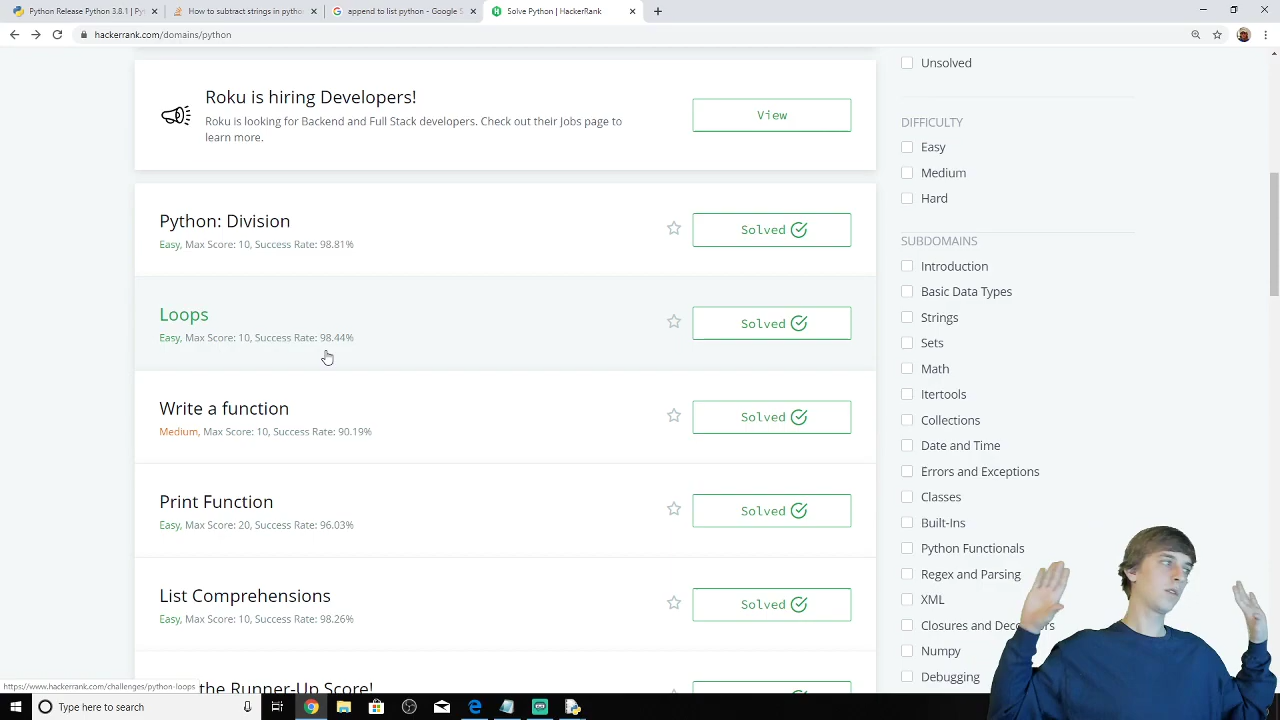 Python Release Python 3.8.1 | Py
How to subtract strings in pytho
append to list python - Google S
Solve Python | HackerRank
hackerrank.com/domains/python
Roku is hiring Developers!
Roku is looking for Backend and Full Stack developers. Check out their Jobs page to
learn more.
View
Python: Division
Easy, Max Score: 10, Success Rate: 98.81%
Solved
Loops
Easy, Max Score: 10, Success Rate: 98.44%
Solved
Write a function
Medium, Max Score: 10, Success Rate: 90.19%
Solved
Print Function
Easy, Max Score: 20, Success Rate: 96.03%
Solved
List Comprehensions
Easy, Max Score: 10, Success Rate: 98.26%
Solved
the Runner-Up Score!
Unsolved
DIFFICULTY
Easy
Medium
Hard
SUBDOMAINS
Introduction
Basic Data Types
Strings
Sets
Math
Itertools
Collections
Date and Time
Errors and Exceptions
Classes
Built-Ins
Python Functionals
Regex and Parsing
XML
Closures and
Numpy
Debugging
https://www.hackerrank.com/challenges/python-loops
Type here to search